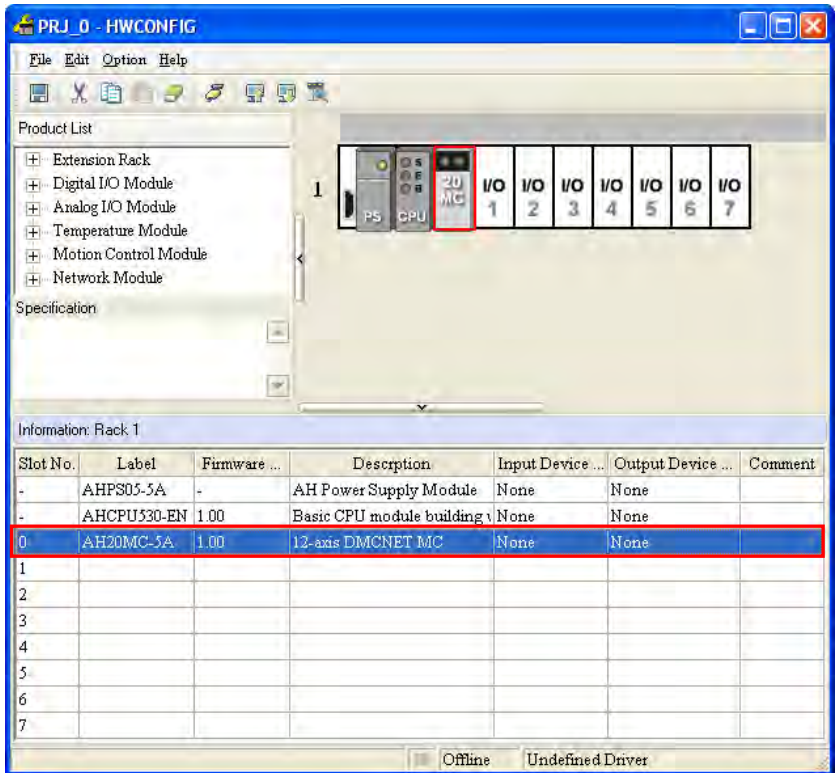 PRJ_0 - HWCONFIG
File Edit Option Help
Product List
Extension Rack
Digital I/O Module
Analog I/O Module
Temperature Module
Motion Control Module
Network Module
Specification
1
PS CPU 20 MC I/O 1 I/O 2 I/O 3 I/O 4 I/O 5 I/O 6 I/O 7
Information: Rack 1
Slot No. Label Firmware ... Descrption Input Device ... Output Device ... Comment
- AHPS05-5A - AH Power Supply Module None None
- AHCPU530-EN 1.00 Basic CPU module building None None
0 AH20MC-5A 1.00 12-axis DMCNET MC None None
1
2
3
4
5
6
7
Offline Undefined Driver